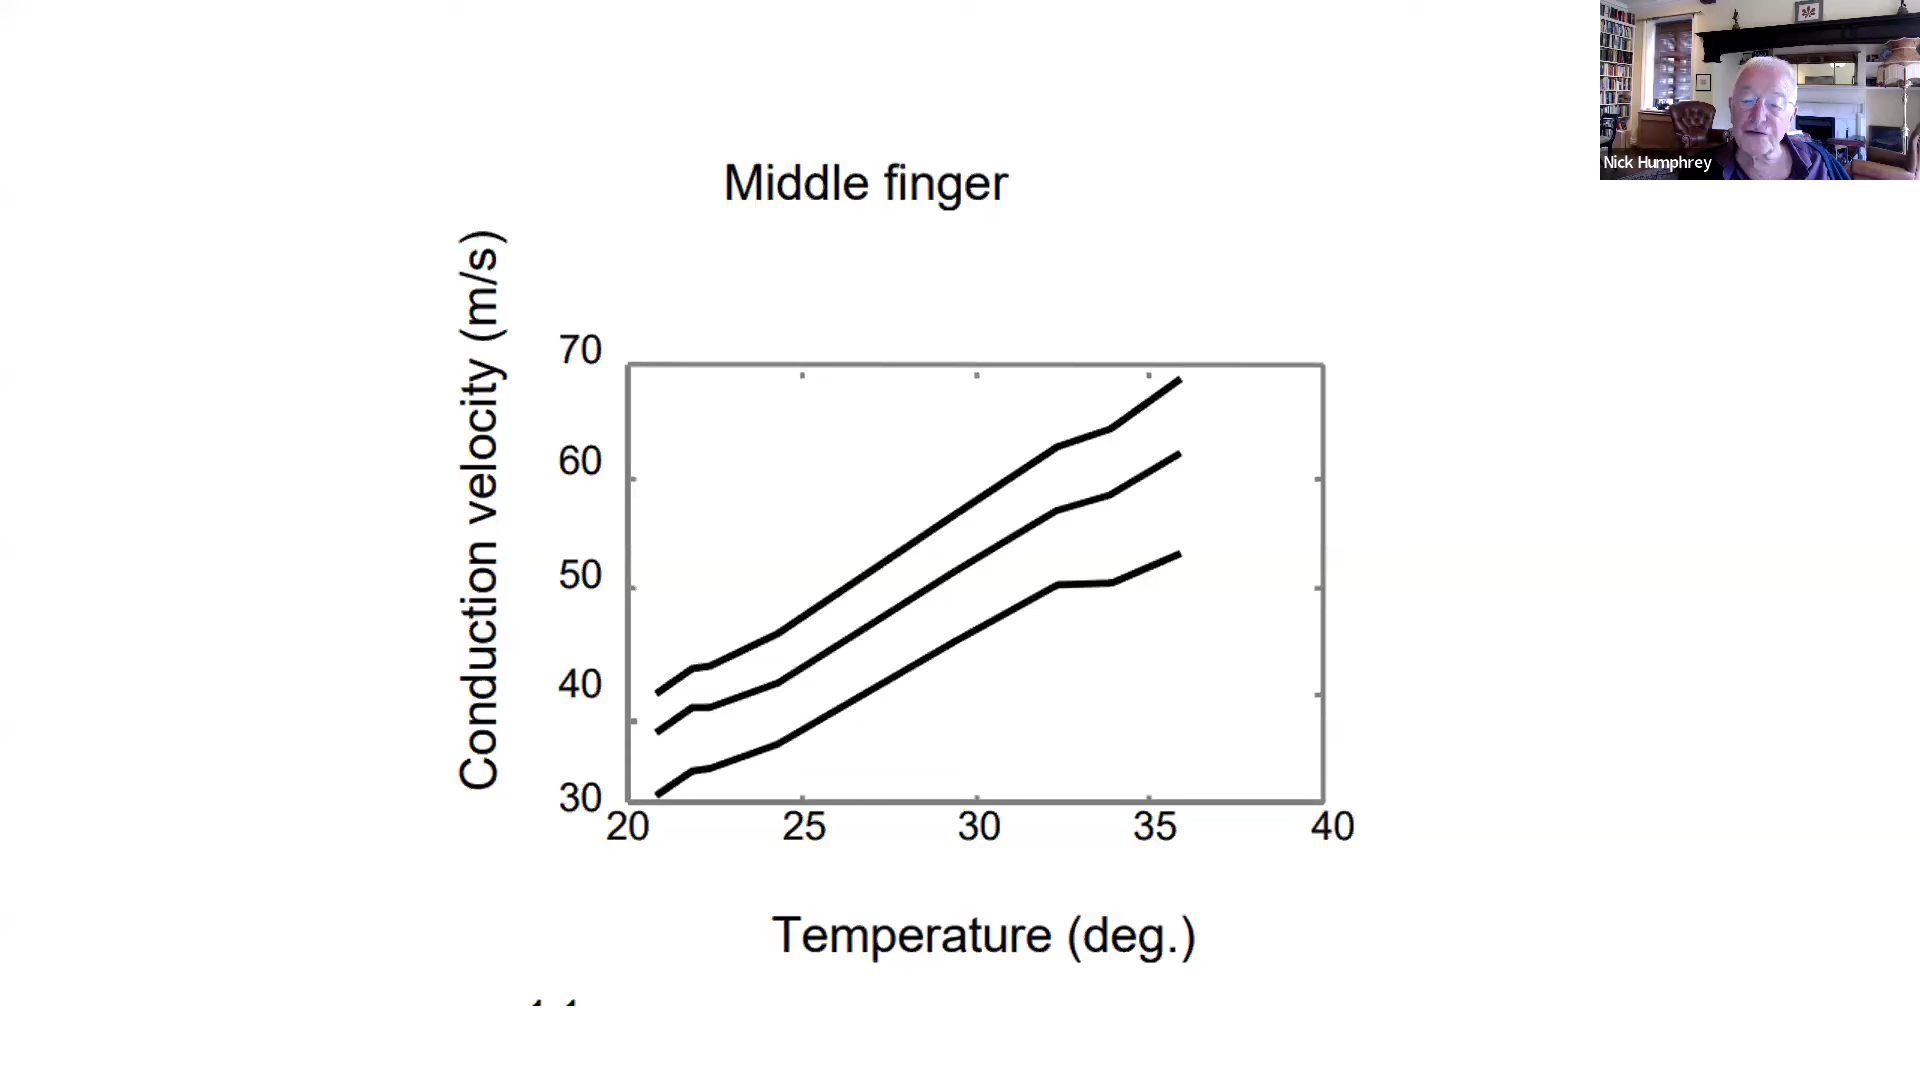 Nick Humphrey
Middle finger
Conduction velocity (m/s)
70
60
50
40
30
20 25 30 35 40
Temperature (deg.)